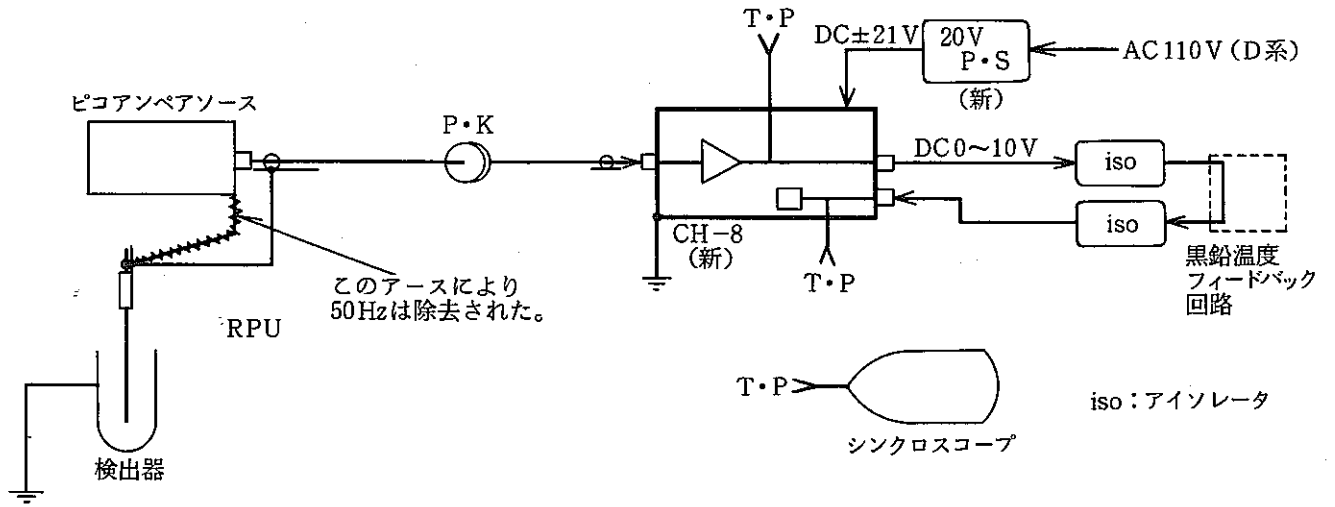 T・P
DC±21V
20V
P・S
(新)
AC110V(D系)
ピコアンペアソース
P・K
DC0～10V
iso
iso
CH-8
(新)
T・P
黒鉛温度
フィードバック
回路
このアースにより
50Hzは除去された。
RPU
T・P
シンクロスコープ
iso：アイソレータ
検出器